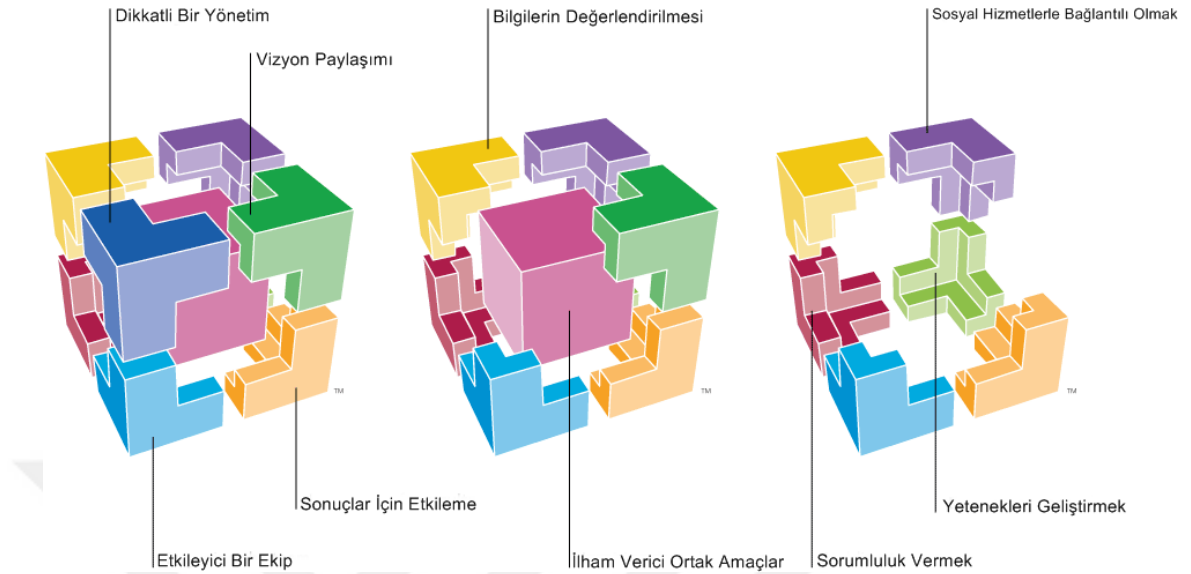 Dikkatli Bir Yönetim
Bilgilerin Değerlendirilmesi
Sosyal Hizmetlerle Bağlantılı Olmak
Vizyon Paylaşımı
TM
TM
TM
Sonuçlar İçin Etkileme
Yetenekleri Geliştirmek
Etkileyici Bir Ekip
İlham Verici Ortak Amaçlar
Sorumluluk Vermek